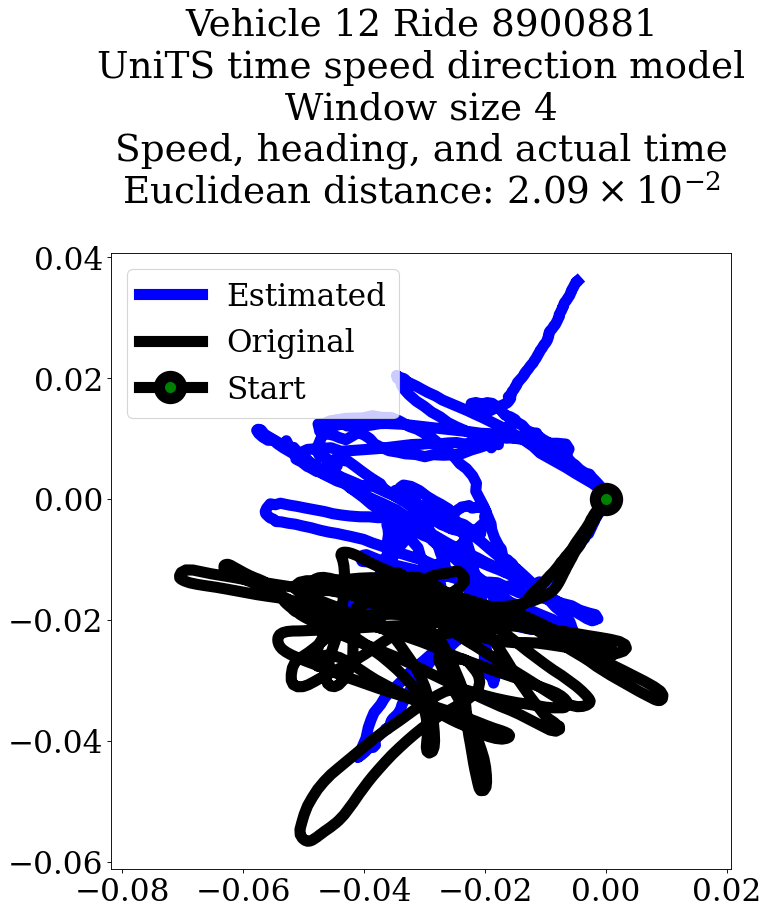 Vehicle 12 Ride 8900881
UniTS time speed direction model
Window size 4
Speed, heading, and actual time
Euclidean distance: 2.09 × 10⁻²
Estimated
Original
Start
0.04
0.02
0.00
−0.02
−0.04
−0.06
−0.08 −0.06 −0.04 −0.02 0.00 0.02